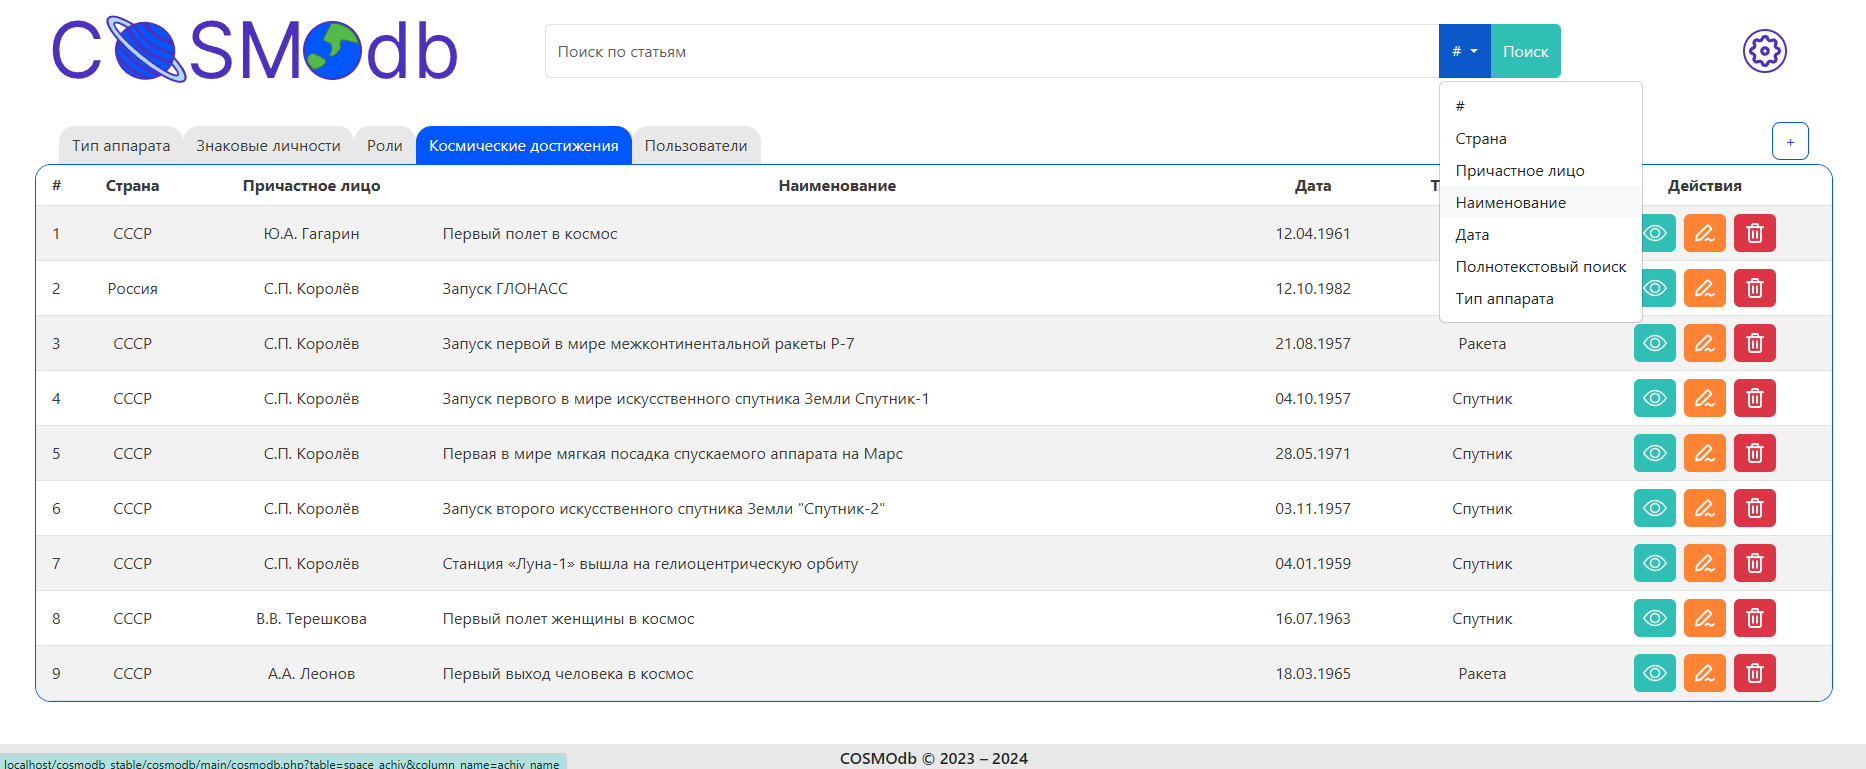 COSMOdb
Поиск по статьям
#
Поиск
#
Страна
Причастное лицо
Наименование
Дата
Полнотекстовый поиск
Тип аппарата
Тип аппарата Знаковые личности Роли Космические достижения Пользователи +
# Страна Причастное лицо Наименование Дата Действия
1 СССР Ю.А. Гагарин Первый полет в космос 12.04.1961
2 Россия С.П. Королёв Запуск ГЛОНАСС 12.10.1982
3 СССР С.П. Королёв Запуск первой в мире межконтинентальной ракеты Р-7 21.08.1957 Ракета
4 СССР С.П. Королёв Запуск первого в мире искусственного спутника Земли Спутник-1 04.10.1957 Спутник
5 СССР С.П. Королёв Первая в мире мягкая посадка спускаемого аппарата на Марс 28.05.1971 Спутник
6 СССР С.П. Королёв Запуск второго искусственного спутника Земли "Спутник-2" 03.11.1957 Спутник
7 СССР С.П. Королёв Станция «Луна-1» вышла на гелиоцентрическую орбиту 04.01.1959 Спутник
8 СССР В.В. Терешкова Первый полет женщины в космос 16.07.1963 Спутник
9 СССР А.А. Леонов Первый выход человека в космос 18.03.1965 Ракета
COSMOdb © 2023 – 2024
localhost/cosmodb_stable/cosmodb/main/cosmodb.php?table=space_achiv&column_name=achiv_name